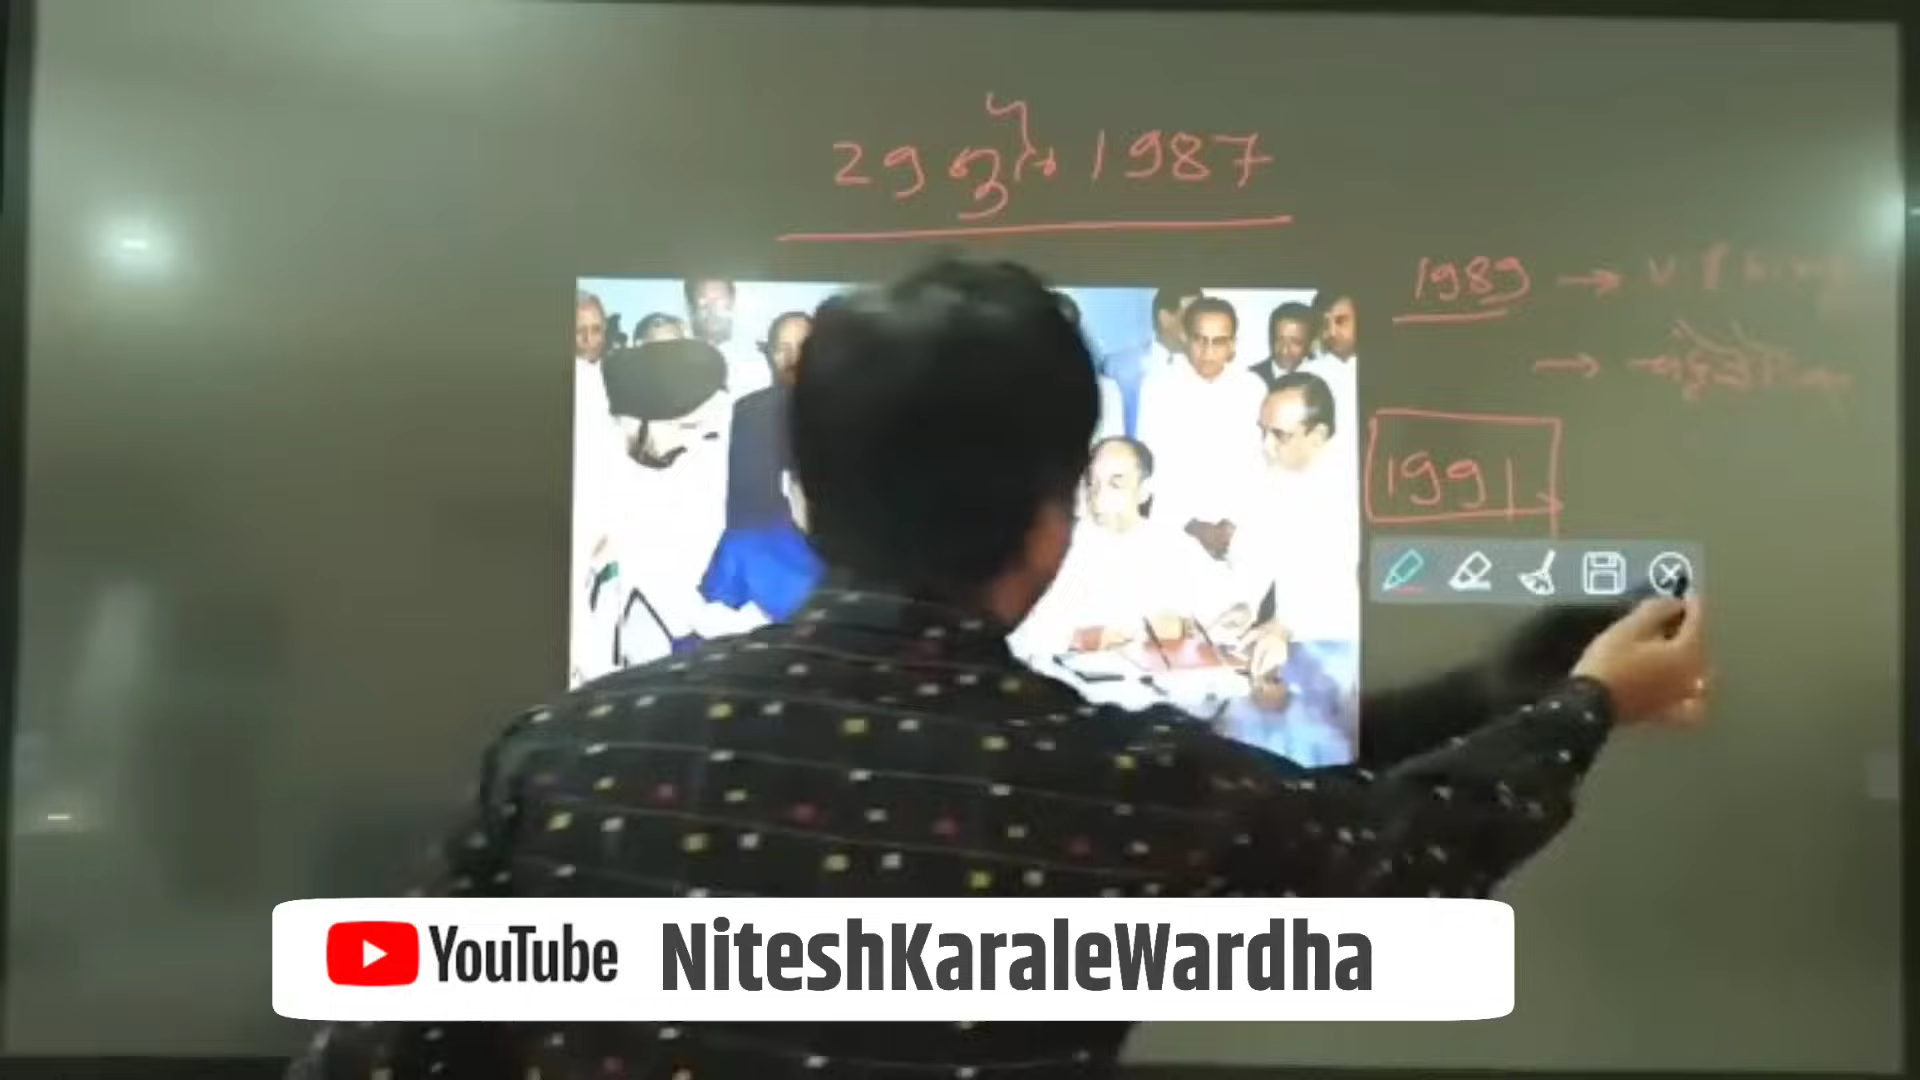 29 जुलै 1987
1989 → V. P
→
1991
YouTube NiteshKaraleWardha